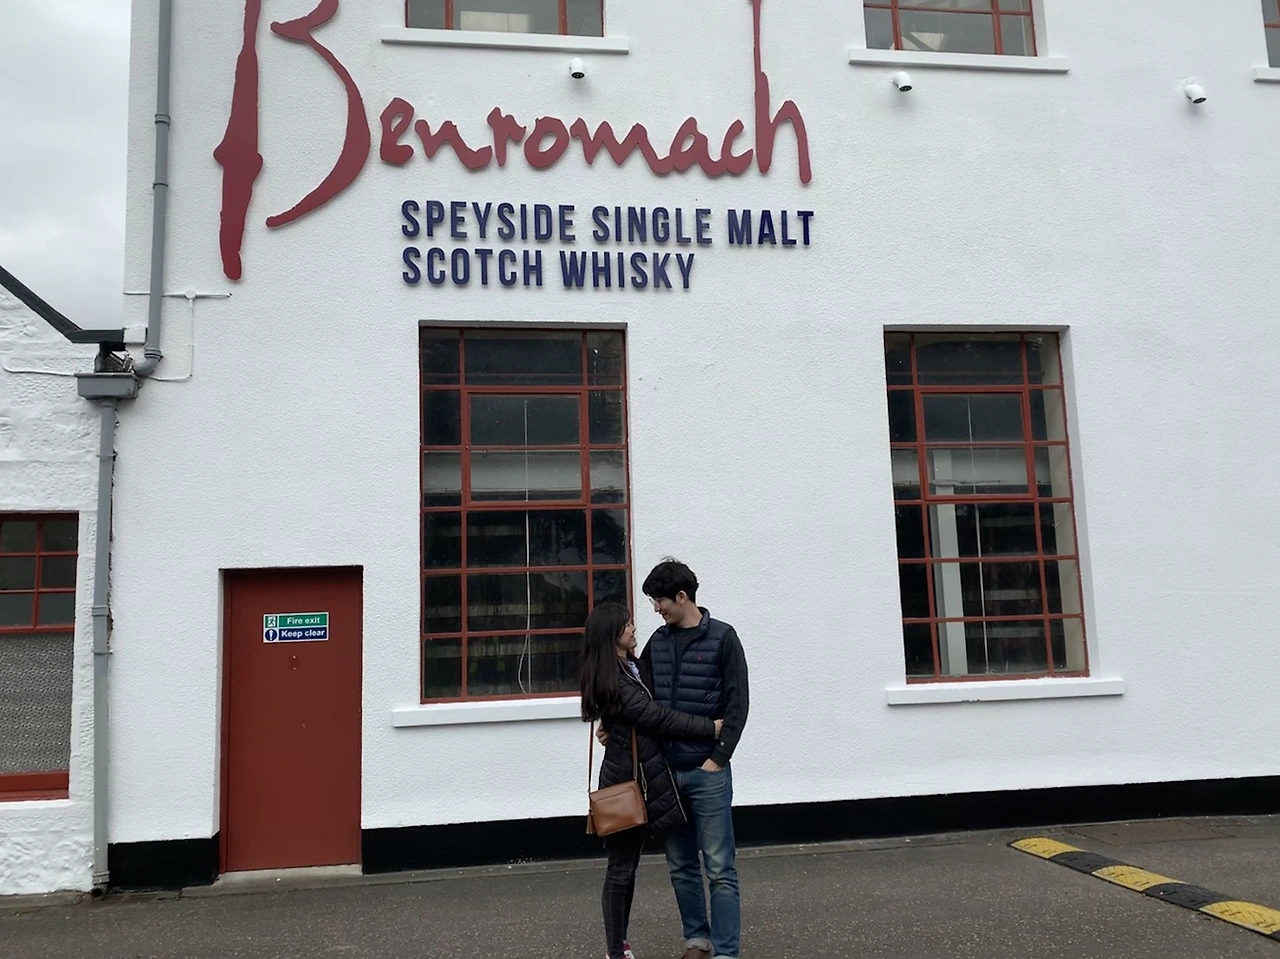 Benromach
SPEYSIDE SINGLE MALT
SCOTCH WHISKY
Fire exit
Keep clear